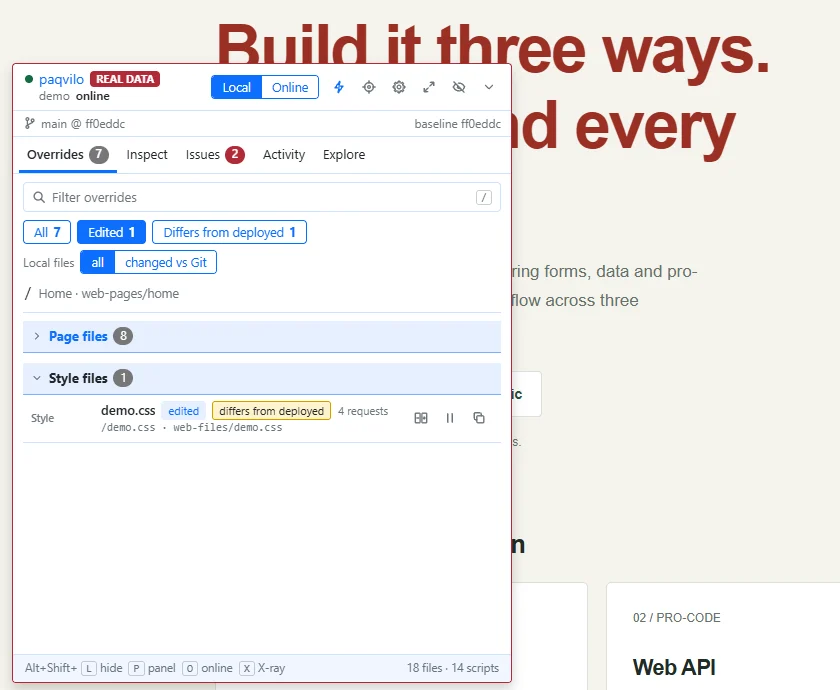 Build it three ways.
nd every
paqvilo REAL DATA
demo online
Local Online
main @ ff0eddc baseline ff0eddc
Overrides 7 Inspect Issues 2 Activity Explore
Filter overrides /
All 7 Edited 1 Differs from deployed 1
Local files all changed vs Git
/ Home · web-pages/home
Page files 8
Style files 1
Style demo.css edited differs from deployed 4 requests
/demo.css · web-files/demo.css
Alt+Shift+ L hide P panel O online X X-ray 18 files · 14 scripts
ring forms, data and pro-
flow across three
ic
s.
n
02 / PRO-CODE
Web API